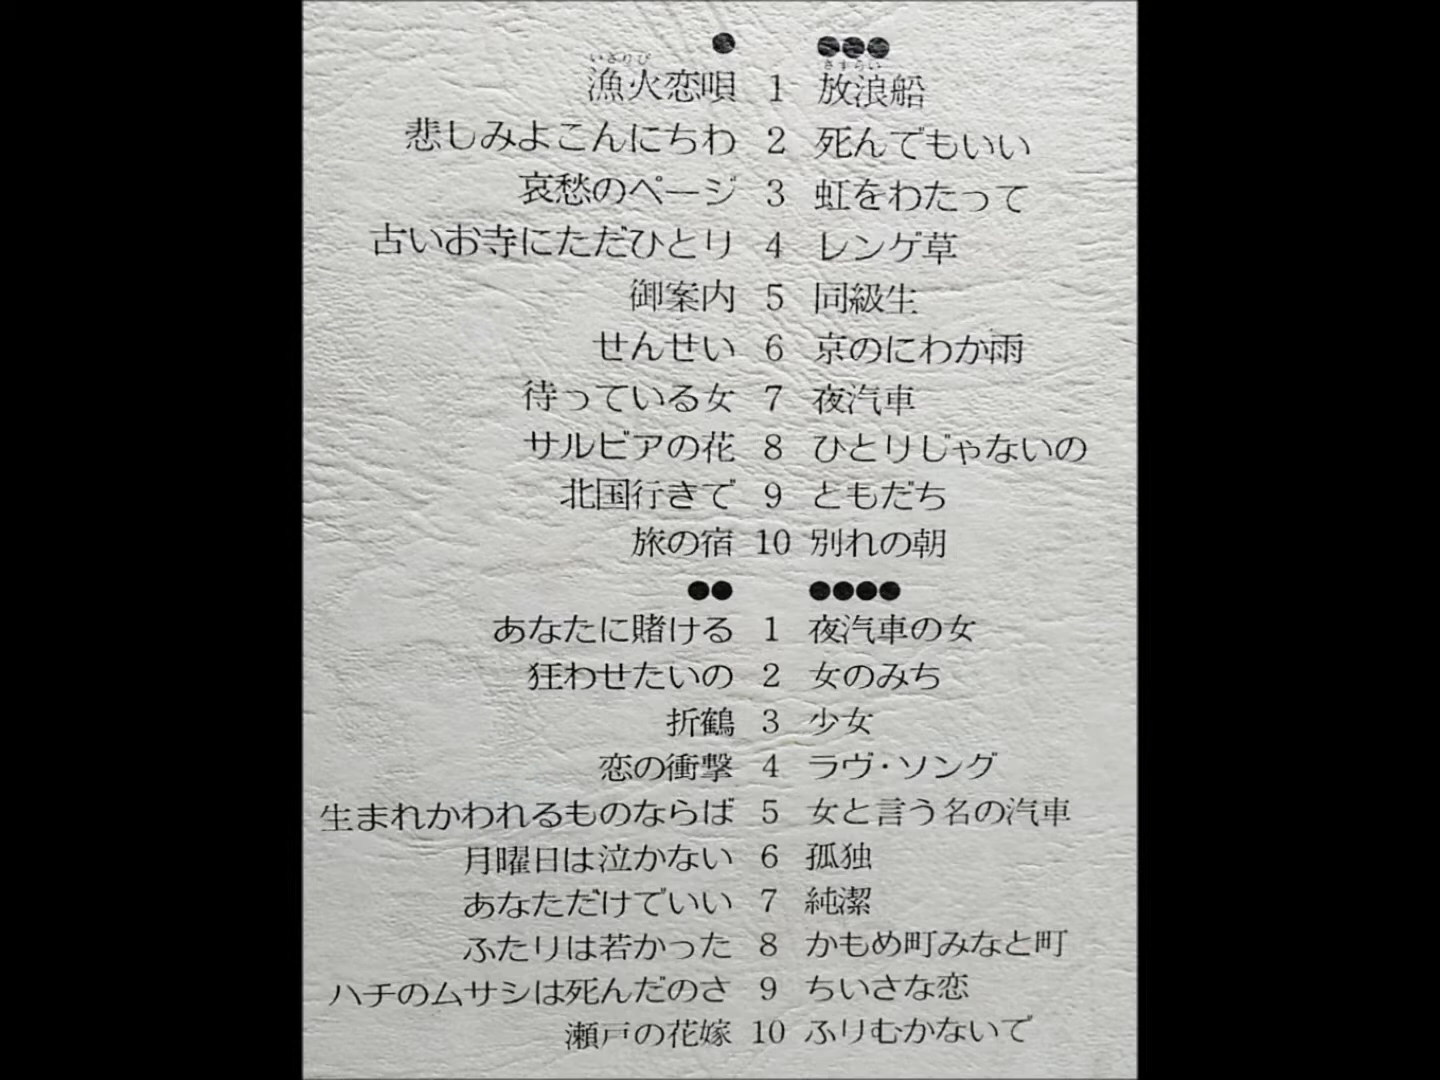 ●
いさりび
漁火恋唄 1
悲しみよこんにちわ 2
哀愁のページ 3
古いお寺にただひとり 4
御案内 5
せんせい 6
待っている女 7
サルビアの花 8
北国行きで 9
旅の宿 10
●●
あなたに賭ける 1
狂わせたいの 2
折鶴 3
恋の衝撃 4
生まれかわれるものならば 5
月曜日は泣かない 6
あなただけでいい 7
ふたりは若かった 8
ハチのムサシは死んだのさ 9
瀬戸の花嫁 10
●●●
さすらい
放浪船
死んでもいい
虹をわたって
レンゲ草
同級生
京のにわか雨
夜汽車
ひとりじゃないの
ともだち
別れの朝
●●●●
夜汽車の女
女のみち
少女
ラヴ・ソング
女と言う名の汽車
孤独
純潔
かもめ町みなと町
ちいさな恋
ふりむかないで